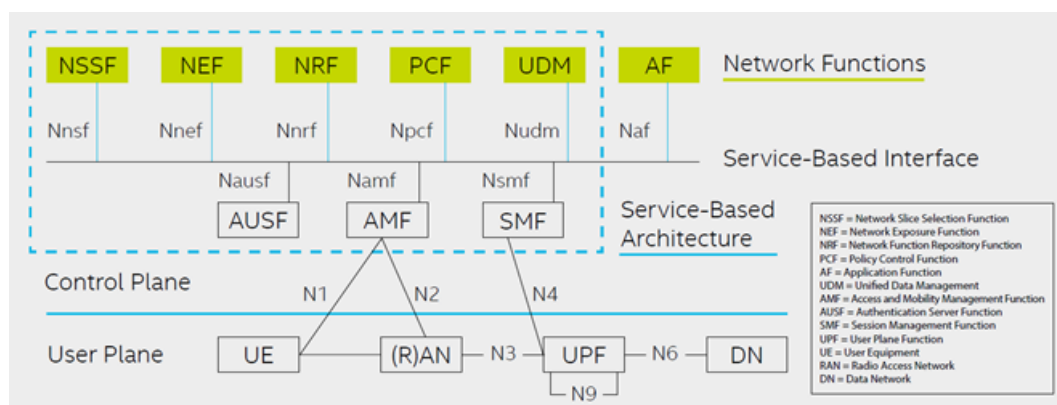 NSSF NEF NRF PCF UDM AF Network Functions
Nnsf Nnef Nnrf Npcf Nudm Naf
Service-Based Interface
Nausf Namf Nsmf
AUSF AMF SMF
Service-Based
Architecture
Control Plane
N1 N2 N4
User Plane UE (R)AN N3 UPF N6 DN
N9
NSSF = Network Slice Selection Function
NEF = Network Exposure Function
NRF = Network Function Repository Function
PCF = Policy Control Function
AF = Application Function
UDM = Unified Data Management
AMF = Access and Mobility Management Function
AUSF = Authentication Server Function
SMF = Session Management Function
UPF = User Plane Function
UE = User Equipment
RAN = Radio Access Network
DN = Data Network